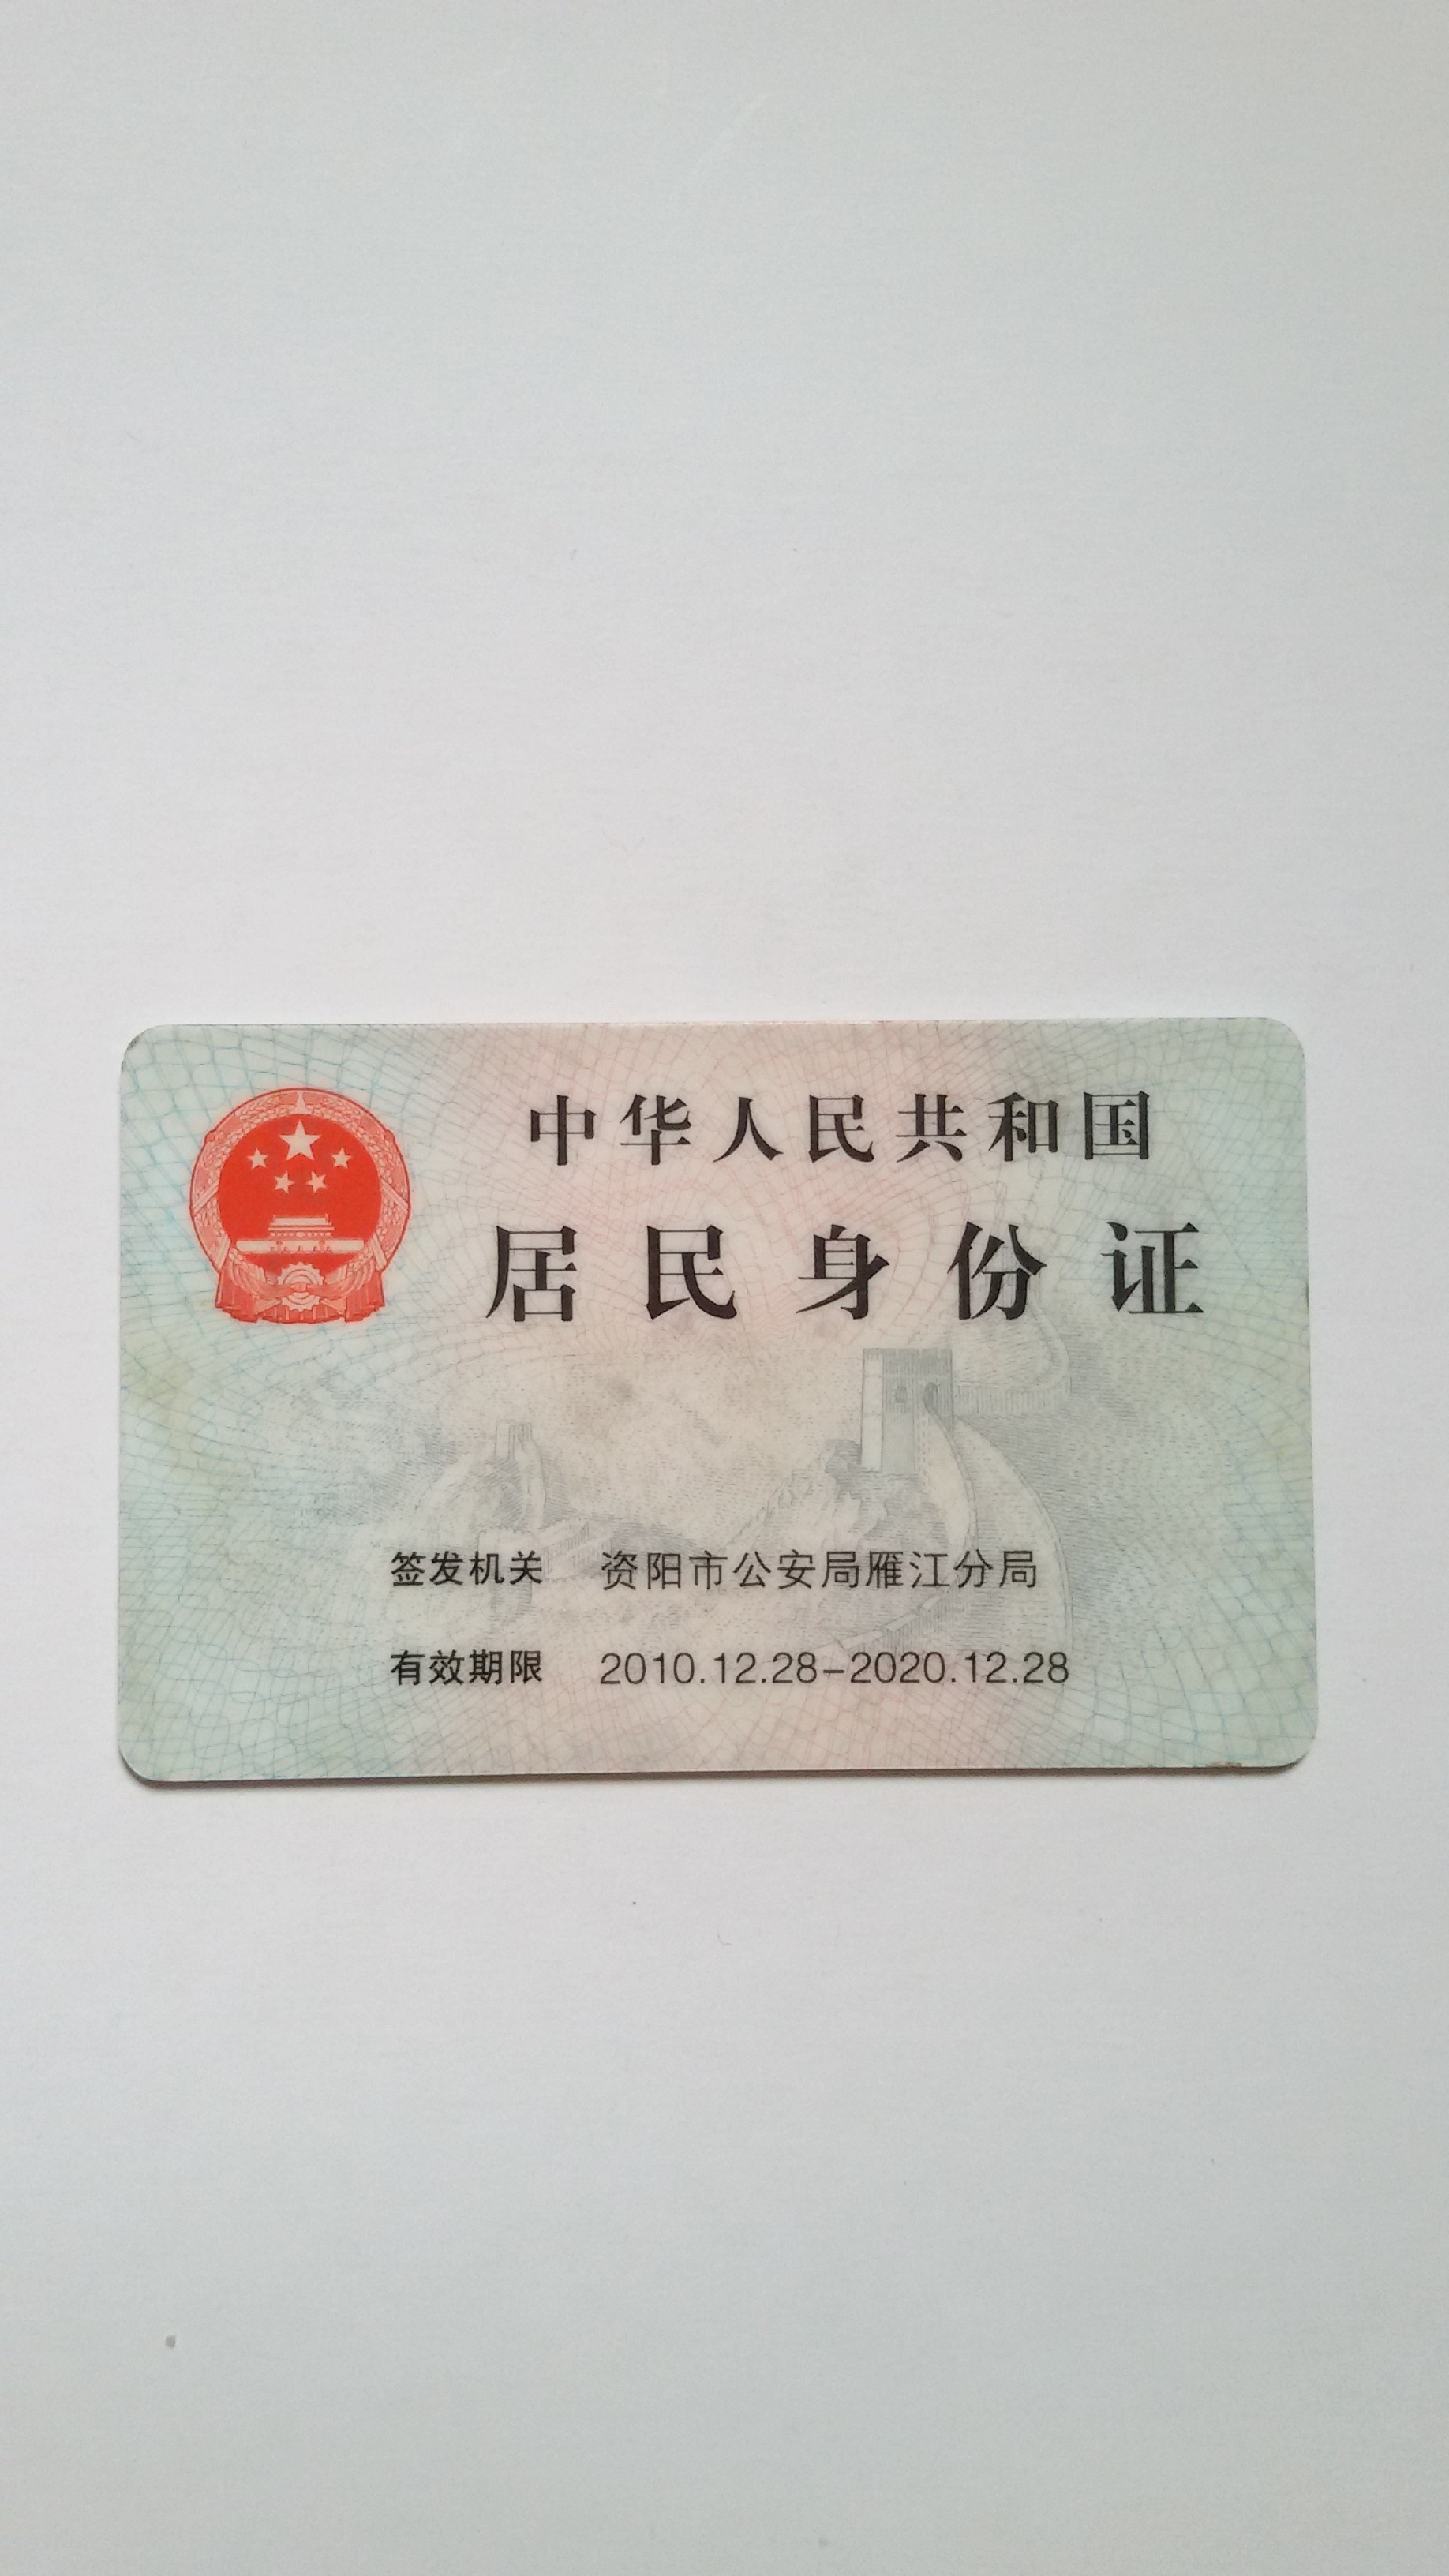 中华人民共和国
居民身份证
签发机关 资阳市公安局雁江分局
有效期限 2010.12.28-2020.12.28